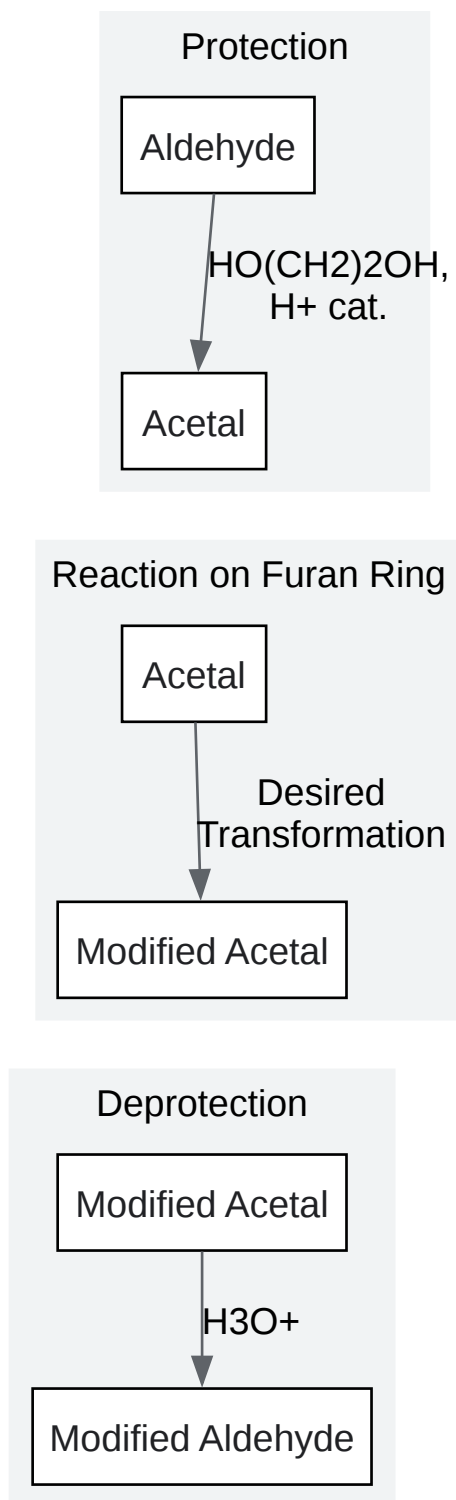 Protection
Aldehyde
HO(CH2)2OH,
H+ cat.
Acetal
Reaction on Furan Ring
Acetal
Desired
Transformation
Modified Acetal
Deprotection
Modified Acetal
H3O+
Modified Aldehyde